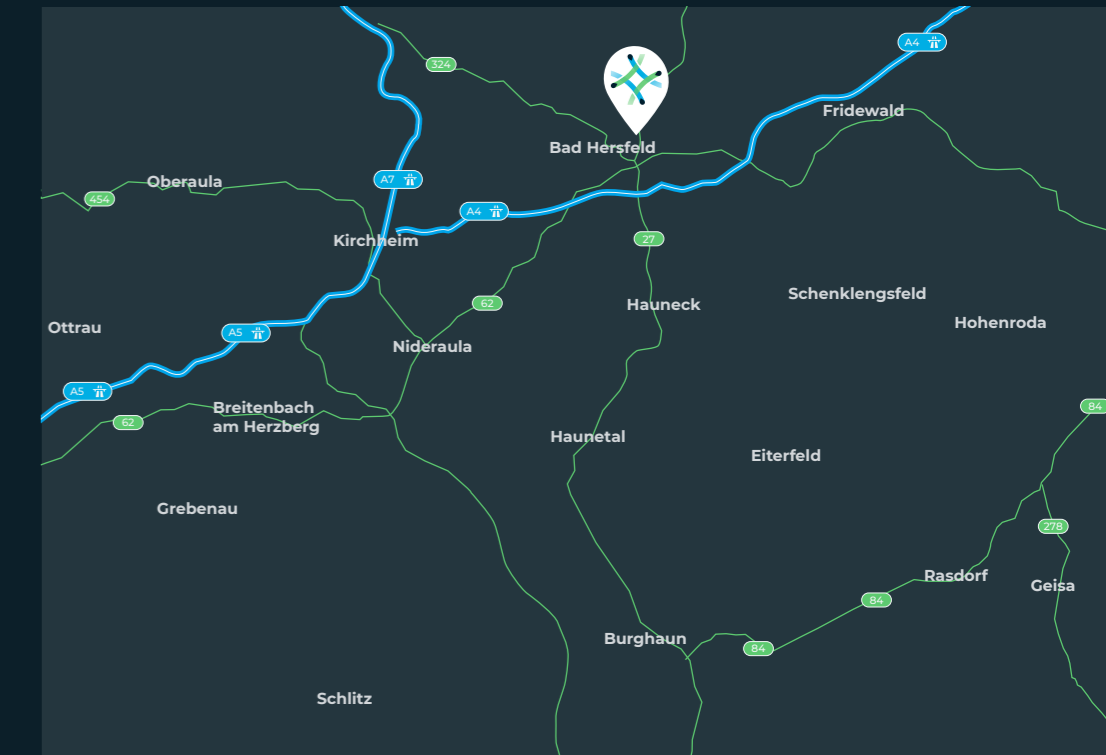 A4
324
Fridewald
Bad Hersfeld
A7
Oberaula
454
A4
Kirchheim
27
Schenklengsfeld
62
Hauneck
Hohenroda
Ottrau
A5
Nideraula
A5
84
Breitenbach
am Herzberg
62
Haunetal
Eiterfeld
Grebenau
278
Rasdorf
Geisa
84
Burghaun
84
Schlitz